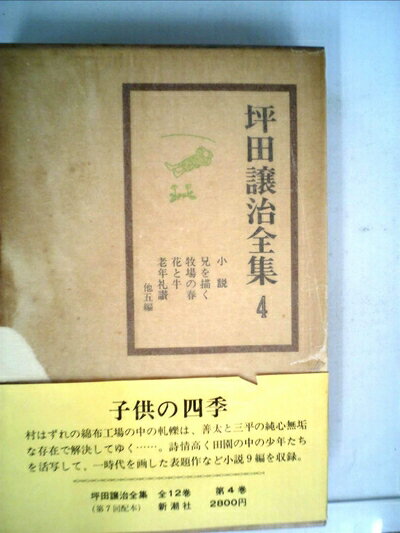 坪田譲治全集 4
小説
兄を描く
牧場の春
花と牛
老年礼讃
他五編
子供の四季
村はずれの綿布工場の中の軋轢は、善太と三平の純心無垢
な存在で解決してゆく……。詩情高く田園の中の少年たち
を活写して、一時代を画した表題作など小説9編を収録。
坪田譲治全集 全12巻 第4巻
(第7回配本) 新潮社 2800円